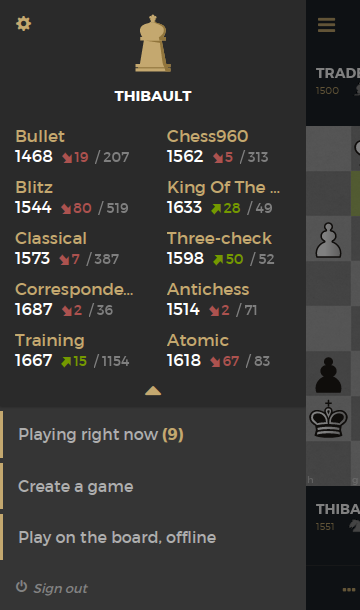 THIBAULT
Bullet
1468 19 / 207
Chess960
1562 5 / 313
Blitz
1544 80 / 519
King Of The ...
1633 28 / 49
Classical
1573 7 / 387
Three-check
1598 50 / 52
Corresponde...
1687 2 / 36
Antichess
1514 2 / 71
Training
1667 15 / 1154
Atomic
1618 67 / 83
Playing right now (9)
Create a game
Play on the board, offline
Sign out
TRADE
1500
h
g
THIBA
1551
...